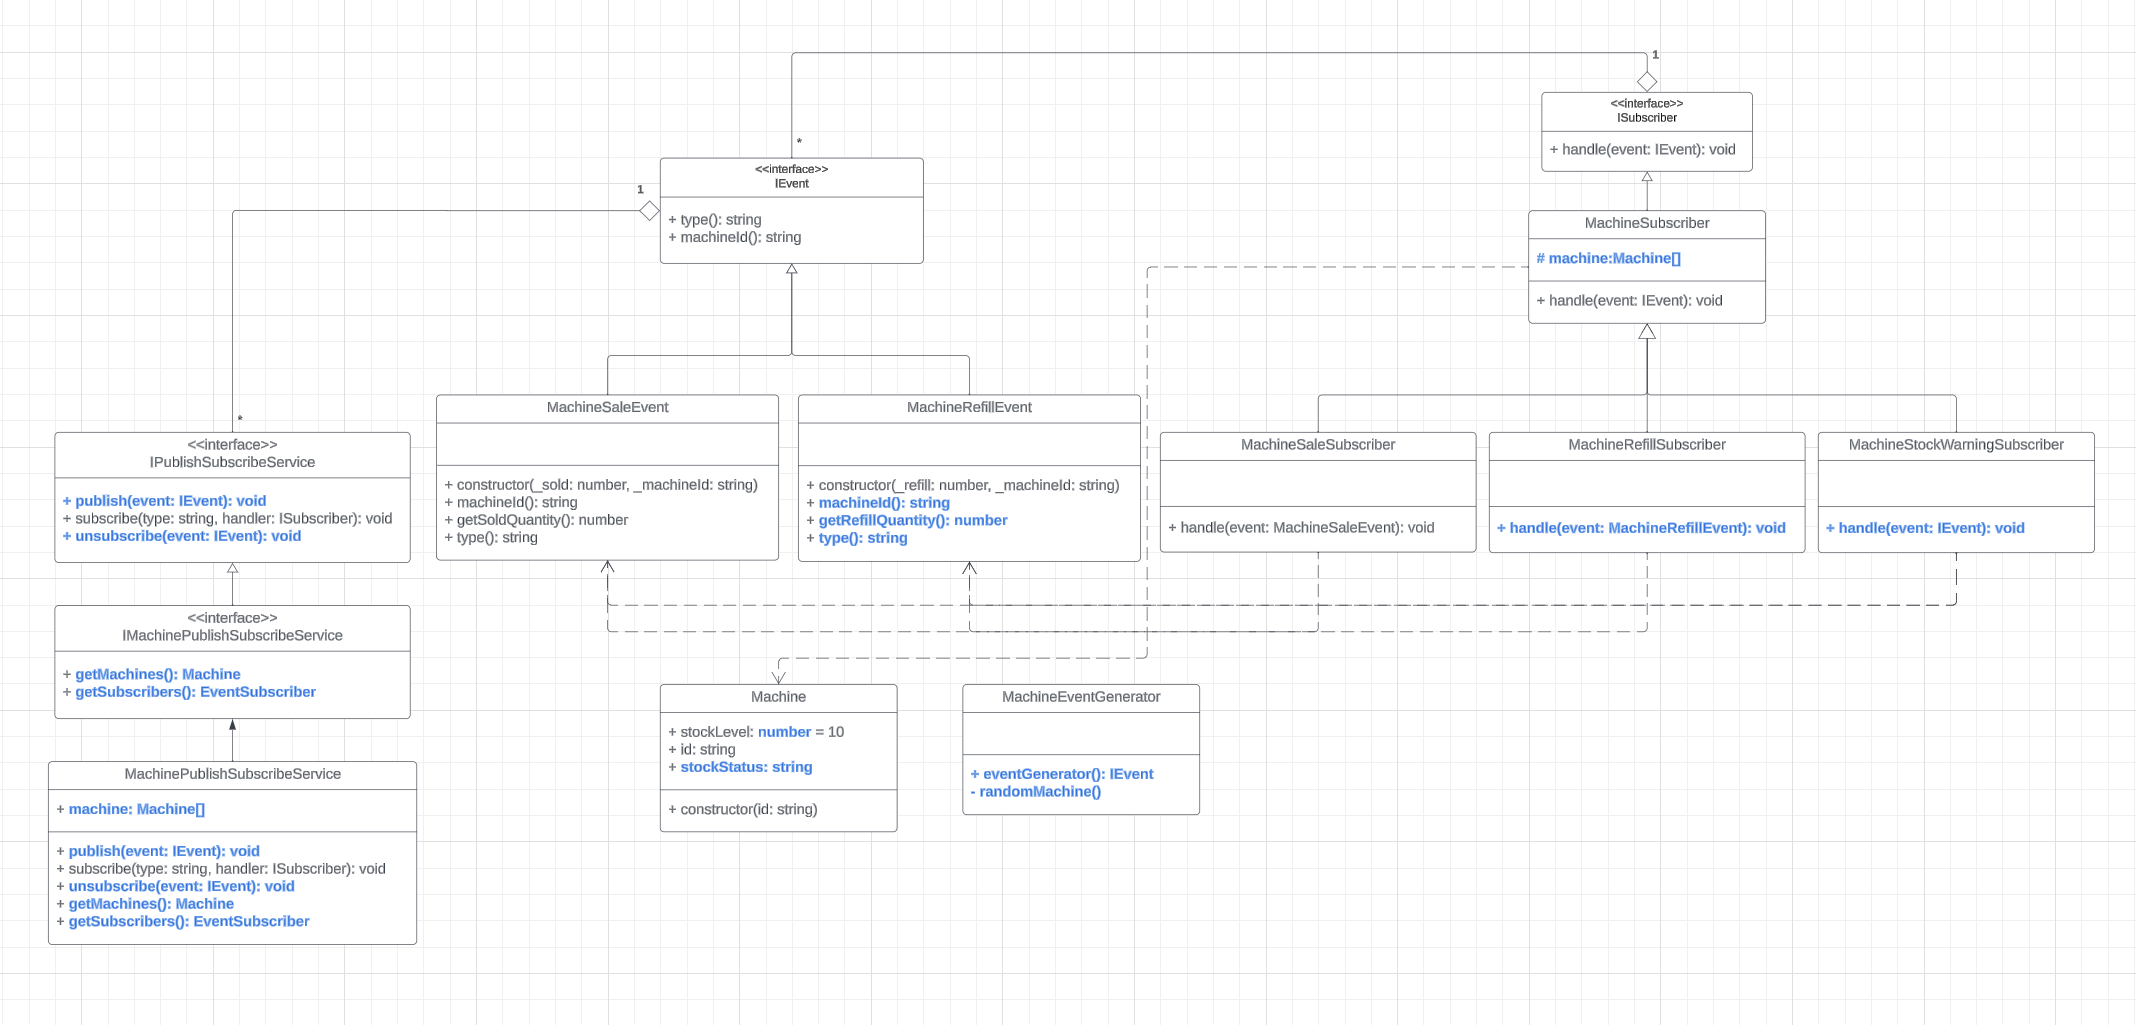 1
<<interface>>
ISubscriber
+ handle(event: IEvent): void
*
<<interface>>
IEvent
+ type(): string
+ machineId(): string
1
MachineSubscriber
# machine:Machine[]
+ handle(event: IEvent): void
*
<<interface>>
IPublishSubscribeService
+ publish(event: IEvent): void
+ subscribe(type: string, handler: ISubscriber): void
+ unsubscribe(event: IEvent): void
MachineSaleEvent
+ constructor(_sold: number, _machineId: string)
+ machineId(): string
+ getSoldQuantity(): number
+ type(): string
MachineRefillEvent
+ constructor(_refill: number, _machineId: string)
+ machineId(): string
+ getRefillQuantity(): number
+ type(): string
MachineSaleSubscriber
+ handle(event: MachineSaleEvent): void
MachineRefillSubscriber
+ handle(event: MachineRefillEvent): void
MachineStockWarningSubscriber
+ handle(event: IEvent): void
<<interface>>
IMachinePublishSubscribeService
+ getMachines(): Machine
+ getSubscribers(): EventSubscriber
Machine
+ stockLevel: number = 10
+ id: string
+ stockStatus: string
+ constructor(id: string)
MachineEventGenerator
+ eventGenerator(): IEvent
- randomMachine()
MachinePublishSubscribeService
+ machine: Machine[]
+ publish(event: IEvent): void
+ subscribe(type: string, handler: ISubscriber): void
+ unsubscribe(event: IEvent): void
+ getMachines(): Machine
+ getSubscribers(): EventSubscriber